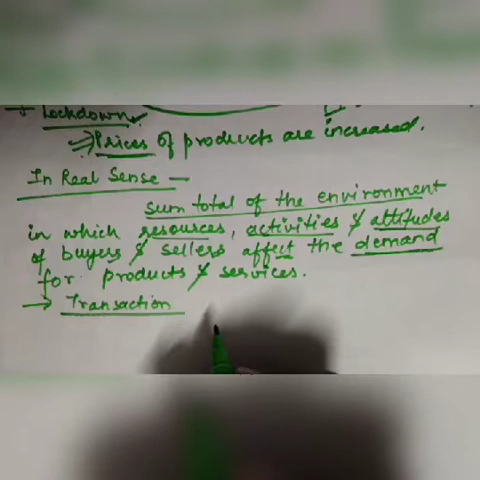 → Lockdown ✓
⇒ Prices of products are increased.
In Real Sense —
Sum total of the environment
in which resources, activities & attitudes
of buyers & sellers affect the demand
for products & services.
→ Transaction